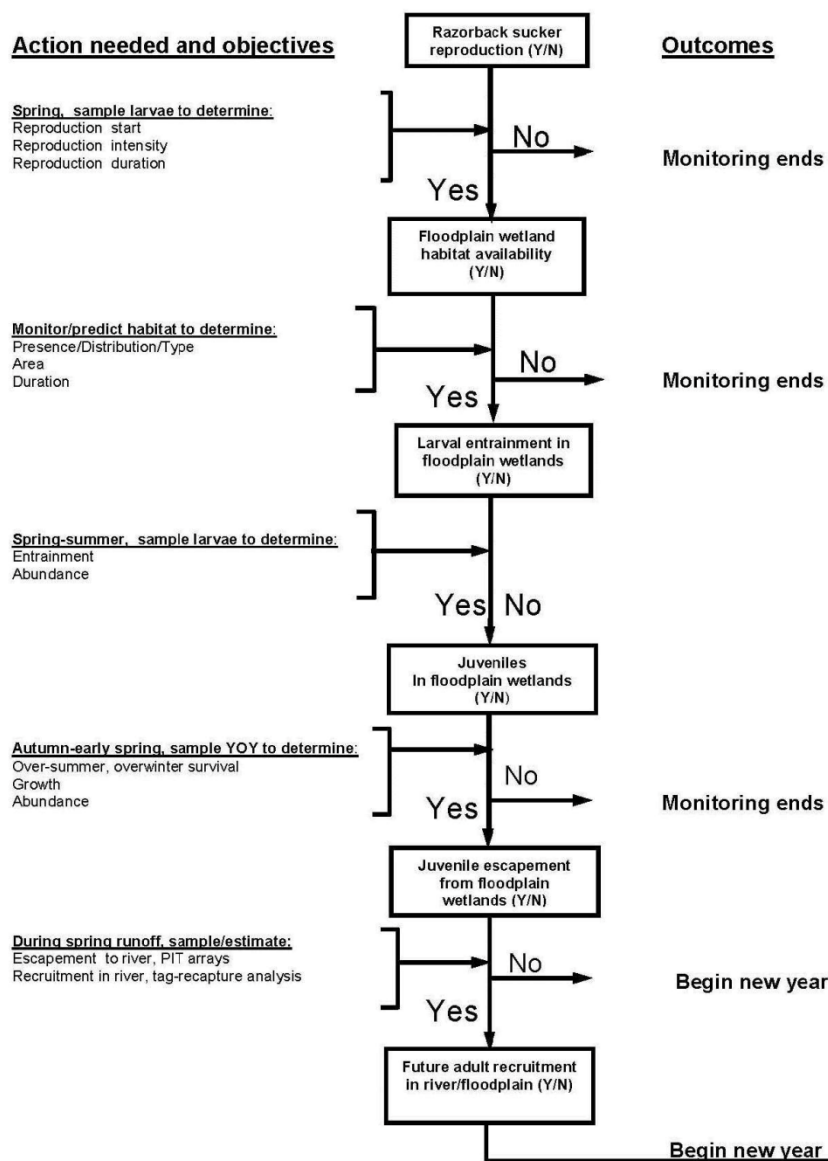 Action needed and objectives
Razorback sucker
reproduction (Y/N)
Outcomes
Spring, sample larvae to determine:
Reproduction start
Reproduction intensity
Reproduction duration
No
Monitoring ends
Yes
Floodplain wetland
habitat availability
(Y/N)
Monitor/predict habitat to determine:
Presence/Distribution/Type
Area
Duration
No
Monitoring ends
Yes
Larval entrainment in
floodplain wetlands
(Y/N)
Spring-summer, sample larvae to determine:
Entrainment
Abundance
Yes No
Juveniles
In floodplain wetlands
(Y/N)
Autumn-early spring, sample YOY to determine:
Over-summer, overwinter survival
Growth
Abundance
No
Monitoring ends
Yes
Juvenile escapement
from floodplain
wetlands (Y/N)
During spring runoff, sample/estimate:
Escapement to river, PIT arrays
Recruitment in river, tag-recapture analysis
No
Begin new year
Yes
Future adult recruitment
in river/floodplain (Y/N)
Begin new year